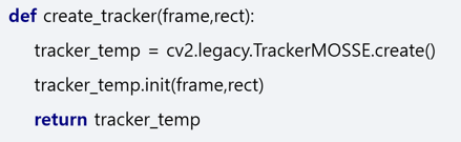 def create_tracker(frame,rect):
tracker_temp = cv2.legacy.TrackerMOSSE.create()
tracker_temp.init(frame,rect)
return tracker_temp